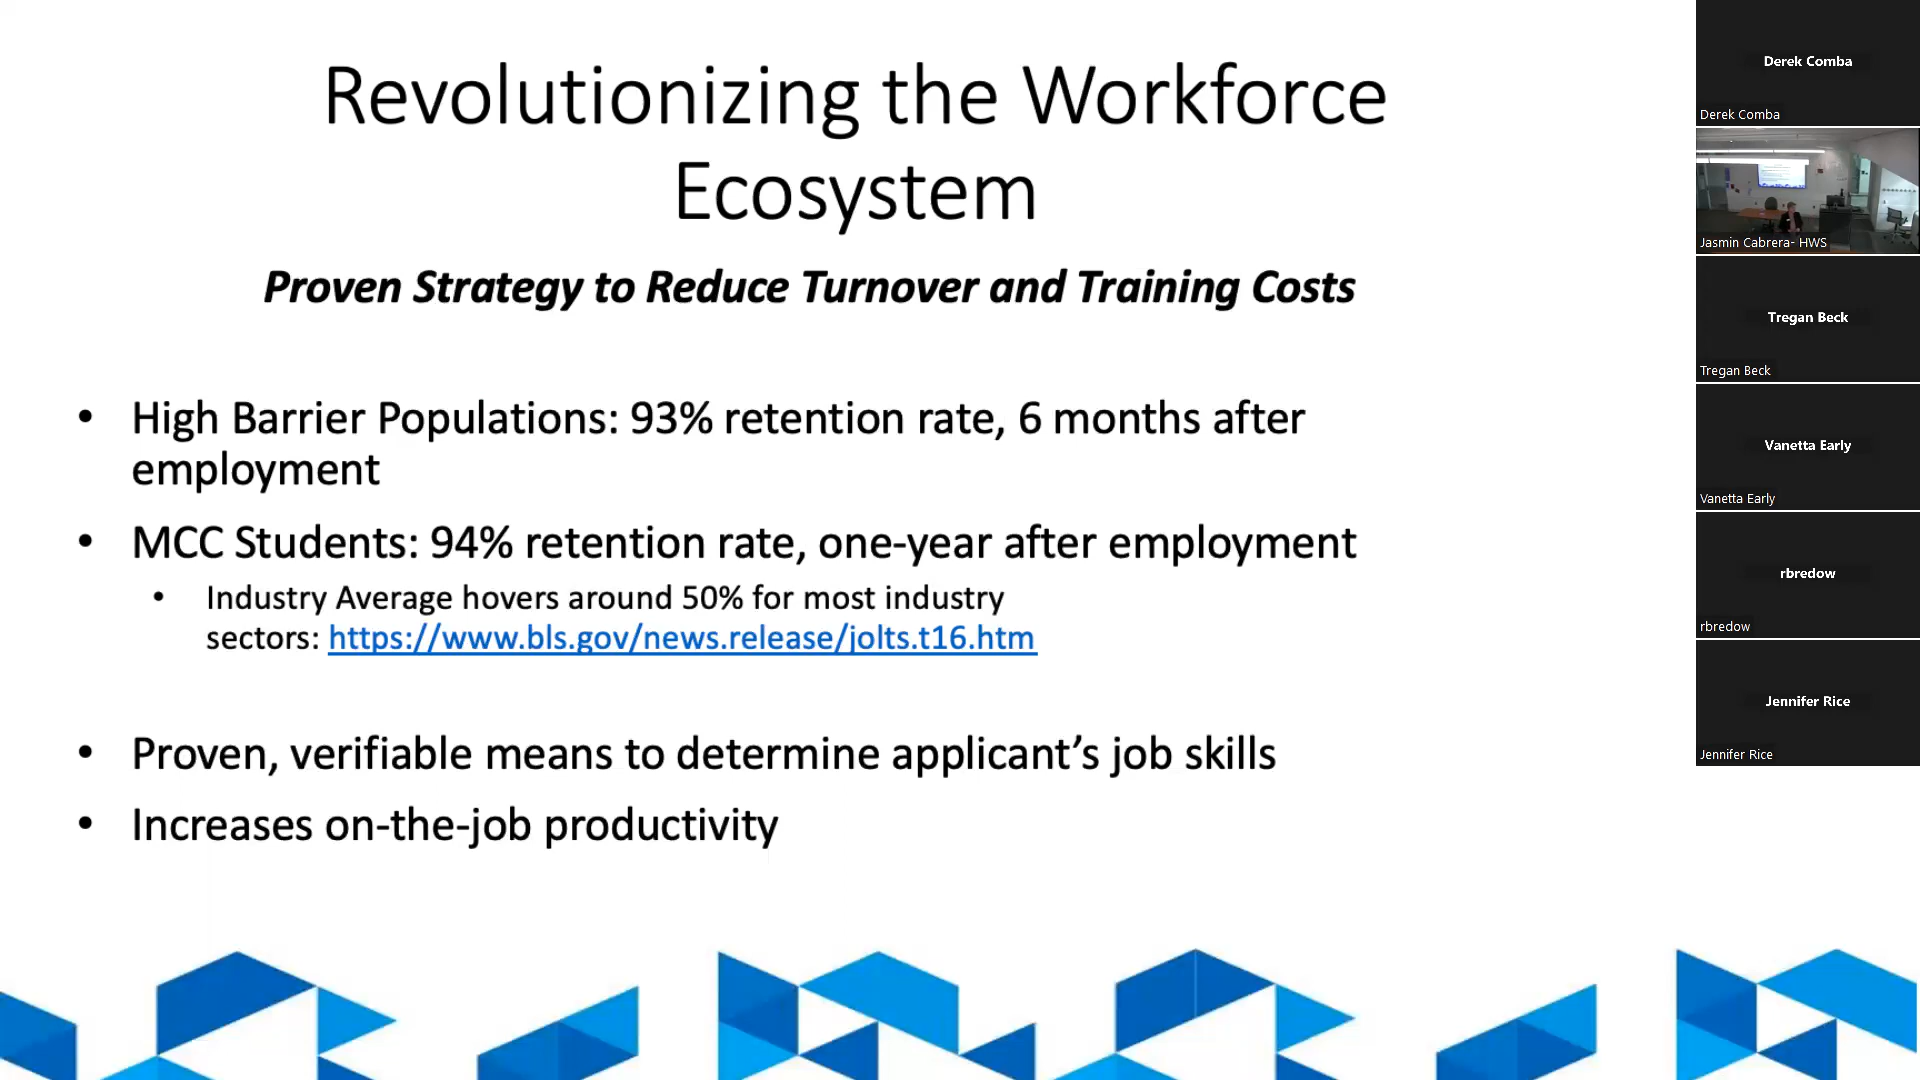 Revolutionizing the Workforce
Ecosystem
Proven Strategy to Reduce Turnover and Training Costs
• High Barrier Populations: 93% retention rate, 6 months after
employment
• MCC Students: 94% retention rate, one-year after employment
• Industry Average hovers around 50% for most industry
sectors: https://www.bls.gov/news.release/jolts.t16.htm
• Proven, verifiable means to determine applicant’s job skills
• Increases on-the-job productivity
Derek Comba
Derek Comba
Jasmin Cabrera- HWS
Tregan Beck
Tregan Beck
Vanetta Early
Vanetta Early
rbredow
rbredow
Jennifer Rice
Jennifer Rice